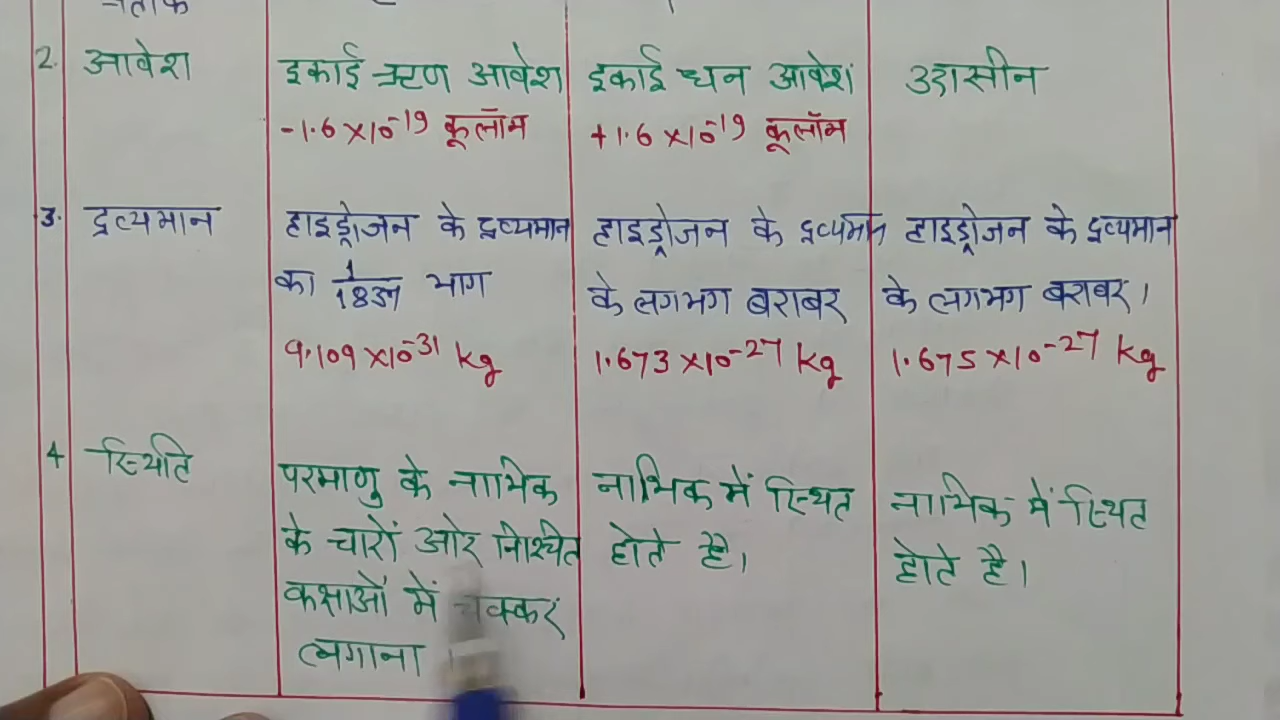 2. आवेश इकाई ऋण आवेश इकाई धन आवेश उदासीन
-1.6 x10⁻¹⁹ कूलॉम +1.6 x10⁻¹⁹ कूलॉम
3. द्रव्यमान हाइड्रोजन के द्रव्यमान हाइड्रोजन के द्रव्यमान हाइड्रोजन के द्रव्यमान
का 1/1837 भाग के लगभग बराबर के लगभग बराबर।
9.109 x10⁻³¹ kg 1.673 x10⁻²⁷ kg 1.675 x10⁻²⁷ kg
4 स्थिति परमाणु के नाभिक नाभिक में स्थित नाभिक में स्थित
के चारों ओर निश्चित होते है। होते है।
कक्षाओं में चक्कर
लगाना